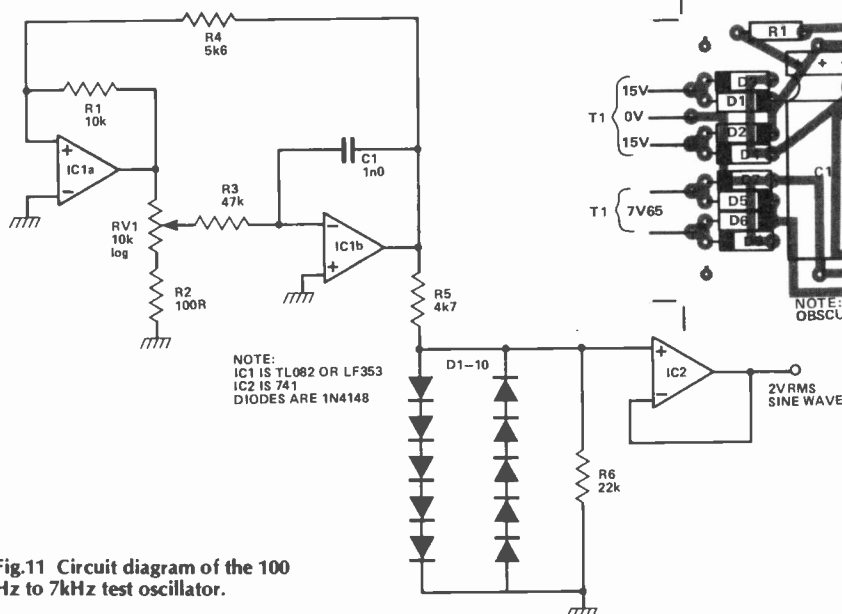 R4
5k6
R1
10k
+
IC1a
−
RV1
10k
log
R2
100R
R3
47k
C1
1n0
−
IC1b
+
R5
4k7
NOTE:
IC1 IS TL082 OR LF353
IC2 IS 741
DIODES ARE 1N4148
D1–10
+
IC2
−
2V RMS
SINE WAVE
R6
22k
R1
+
15V
T1
0V
15V
D1
D2
T1
7V65
D5
D6
C1
NOTE:
OBSCU
Fig.11 Circuit diagram of the 100
Hz to 7kHz test oscillator.